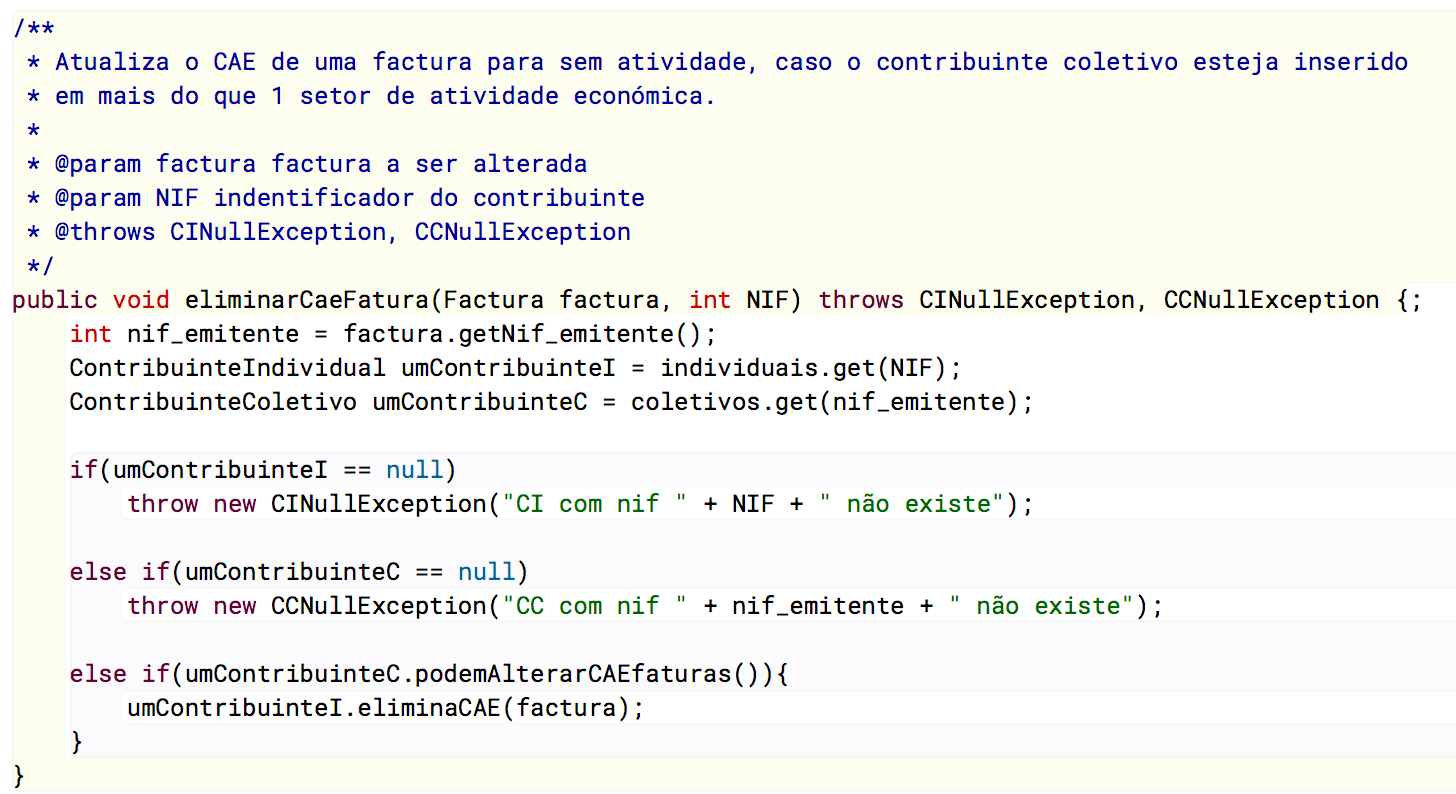 /**
 * Atualiza o CAE de uma factura para sem atividade, caso o contribuinte coletivo esteja inserido
 * em mais do que 1 setor de atividade económica.
 *
 * @param factura factura a ser alterada
 * @param NIF indentificador do contribuinte
 * @throws CINullException, CCNullException
 */
public void eliminarCaeFatura(Factura factura, int NIF) throws CINullException, CCNullException {;
    int nif_emitente = factura.getNif_emitente();
    ContribuinteIndividual umContribuinteI = individuais.get(NIF);
    ContribuinteColetivo umContribuinteC = coletivos.get(nif_emitente);

    if(umContribuinteI == null)
        throw new CINullException("CI com nif " + NIF + " não existe");

    else if(umContribuinteC == null)
        throw new CCNullException("CC com nif " + nif_emitente + " não existe");

    else if(umContribuinteC.podemAlterarCAEfaturas()){
        umContribuinteI.eliminaCAE(factura);
    }
}